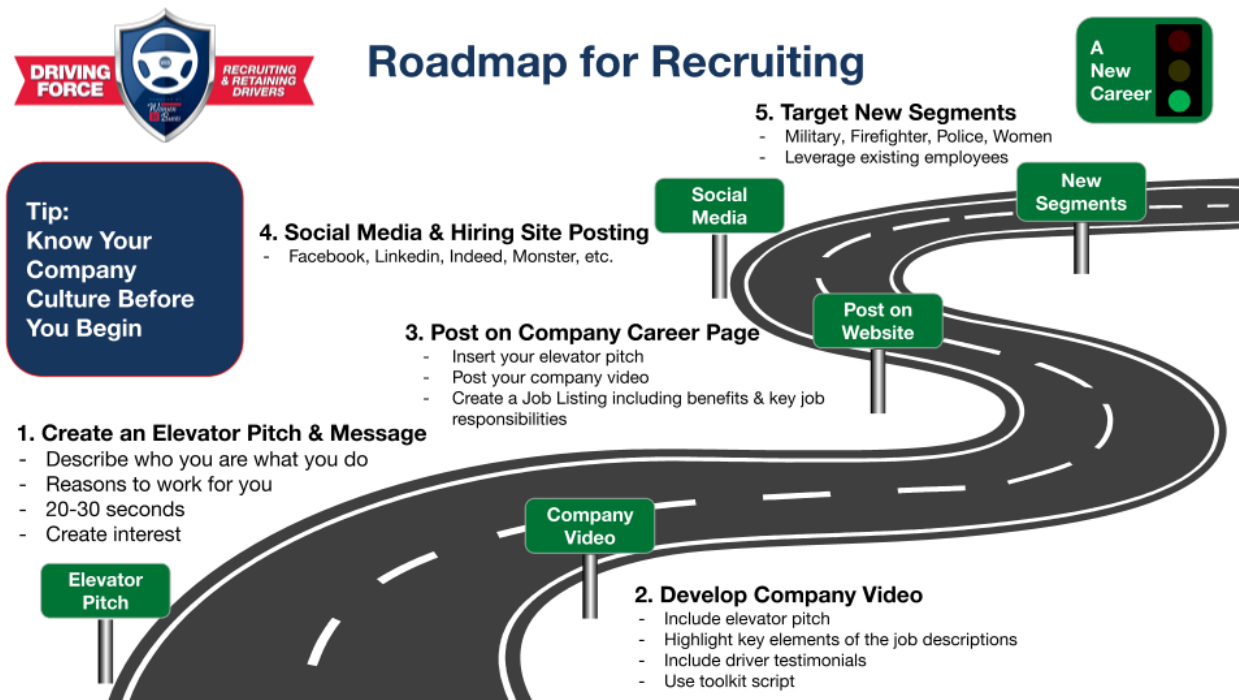 DRIVING
FORCE
RECRUITING
& RETAINING
DRIVERS
Women
Buses
Roadmap for Recruiting
A
New
Career
5. Target New Segments
- Military, Firefighter, Police, Women
- Leverage existing employees
New
Segments
Social
Media
Tip:
Know Your
Company
Culture Before
You Begin
4. Social Media & Hiring Site Posting
- Facebook, Linkedin, Indeed, Monster, etc.
Post on
Website
3. Post on Company Career Page
- Insert your elevator pitch
- Post your company video
- Create a Job Listing including benefits & key job
responsibilities
1. Create an Elevator Pitch & Message
- Describe who you are what you do
- Reasons to work for you
- 20-30 seconds
- Create interest
Company
Video
Elevator
Pitch
2. Develop Company Video
- Include elevator pitch
- Highlight key elements of the job descriptions
- Include driver testimonials
- Use toolkit script